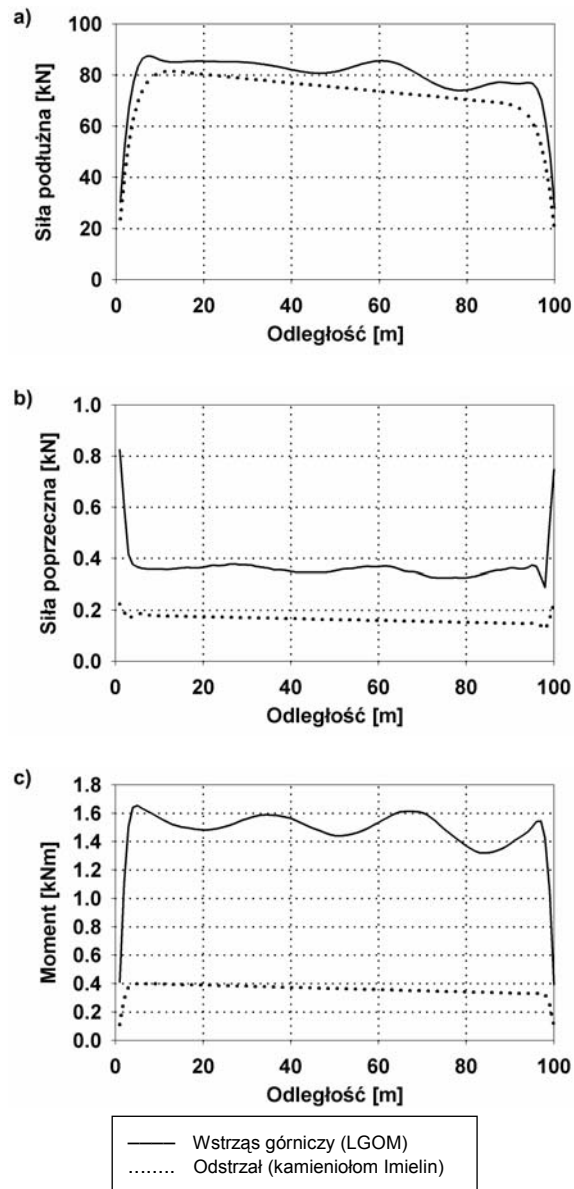 a)
Siła podłużna [kN]
100
80
60
40
20
0
0 20 40 60 80 100
Odległość [m]
b)
Siła poprzeczna [kN]
1.0
0.8
0.6
0.4
0.2
0.0
0 20 40 60 80 100
Odległość [m]
c)
Moment [kNm]
1.8
1.6
1.4
1.2
1.0
0.8
0.6
0.4
0.2
0.0
0 20 40 60 80 100
Odległość [m]
Wstrząs górniczy (LGOM)
Odstrzał (kamieniołom Imielin)